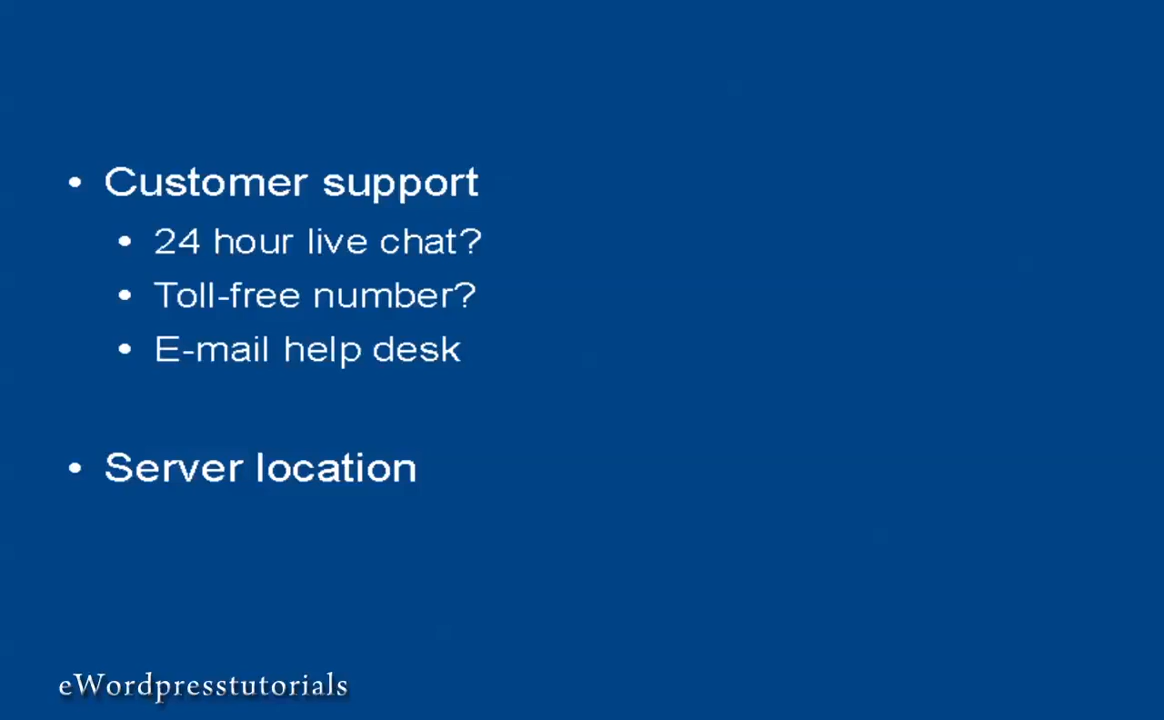 • Customer support
• 24 hour live chat?
• Toll-free number?
• E-mail help desk
• Server location
eWordpresstutorials